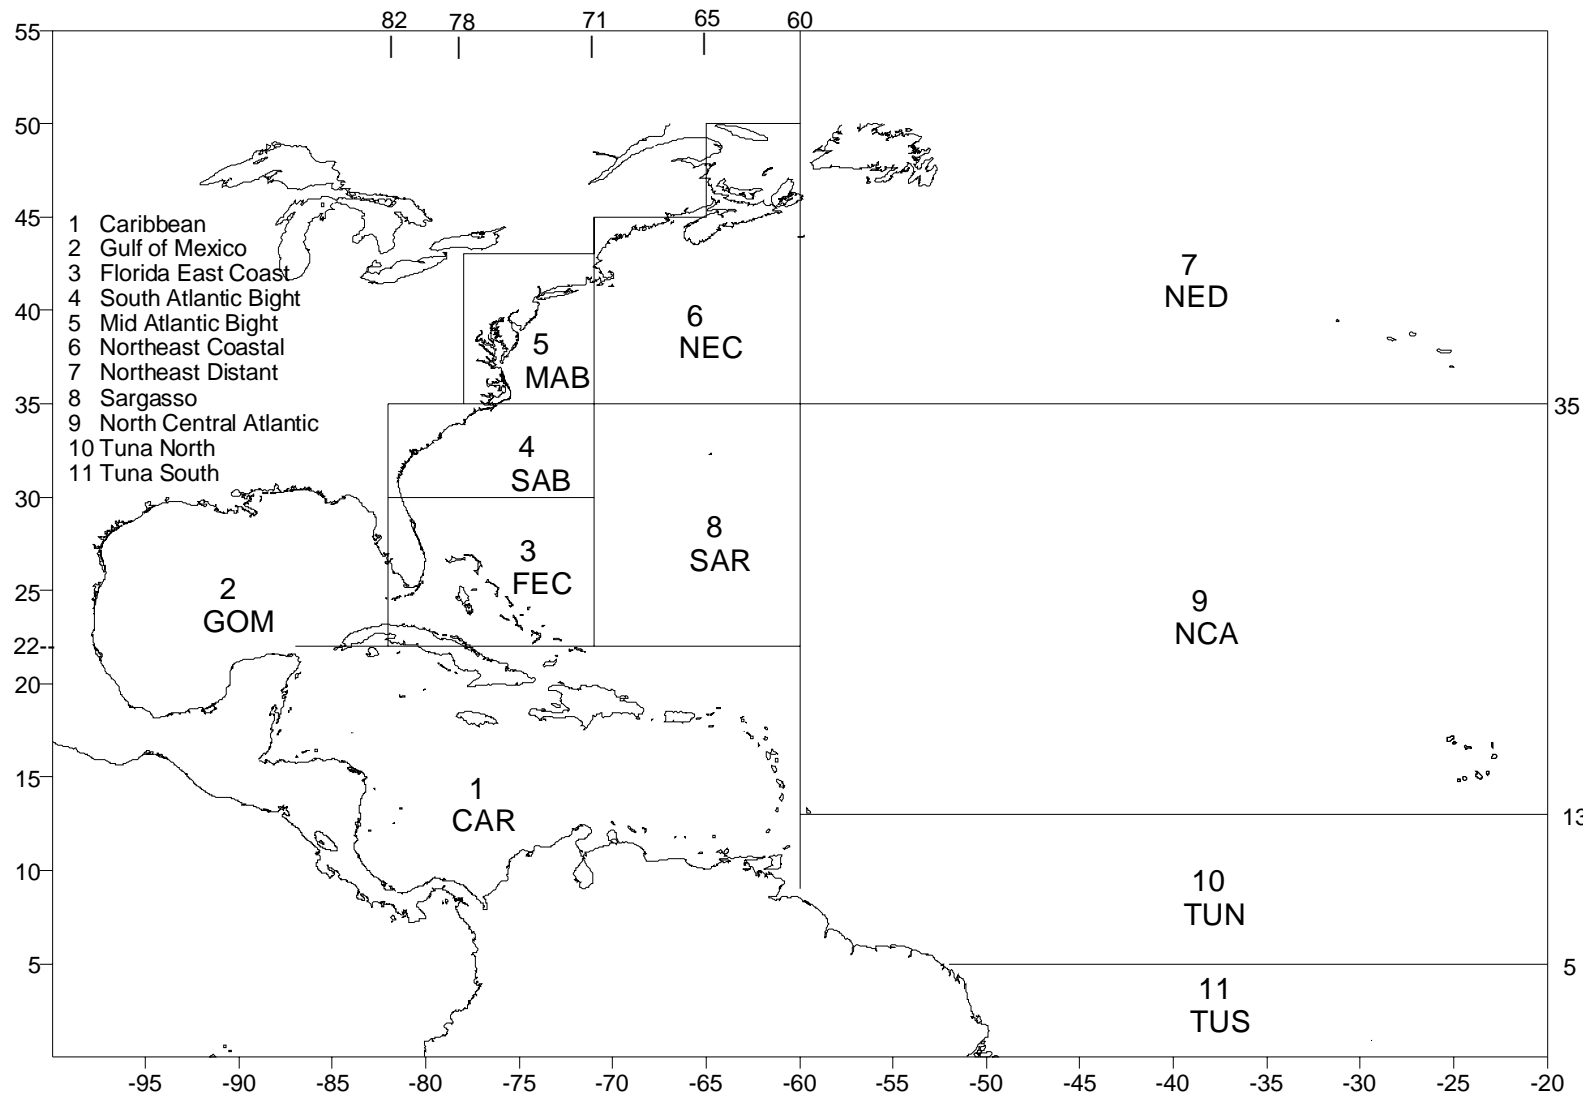 82 78 71 65 60
55
50
45
1 Caribbean
2 Gulf of Mexico
3 Florida East Coast
4 South Atlantic Bight
5 Mid Atlantic Bight
6 Northeast Coastal
7 Northeast Distant
8 Sargasso
9 North Central Atlantic
10 Tuna North
11 Tuna South
40
35
30
25
22--
20
15
10
5
7
NED
6
NEC
5
MAB
4
SAB
8
SAR
3
FEC
2
GOM
9
NCA
1
CAR
10
TUN
11
TUS
35
13
5
-95 -90 -85 -80 -75 -70 -65 -60 -55 -50 -45 -40 -35 -30 -25 -20